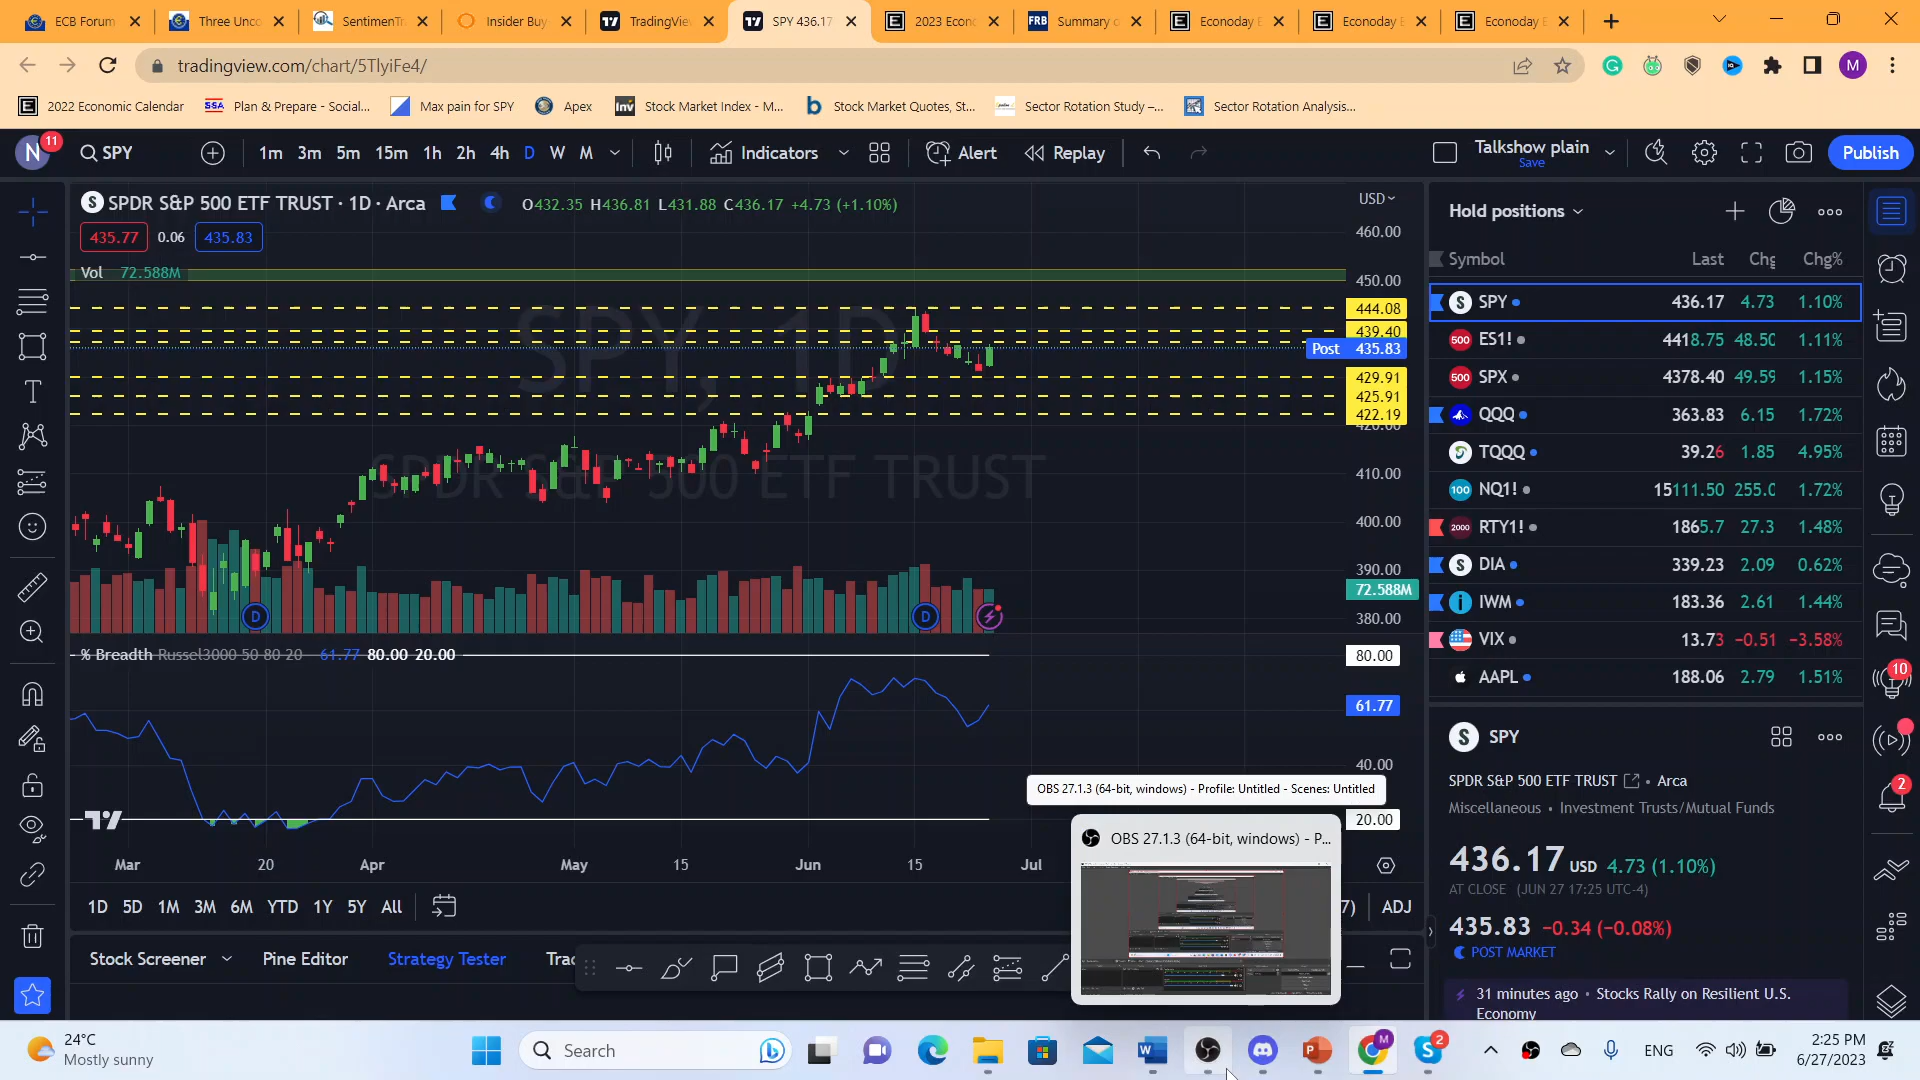 ECB Forum
Three Unco
SentimenTr
Insider Buy
TradingVie
SPY 436.17
2023 Econ
Summary o
Econoday E
Econoday E
Econoday E
tradingview.com/chart/5TlyiFe4/
2022 Economic Calendar
Plan & Prepare - Social...
Max pain for SPY
Apex
Stock Market Index - M...
Stock Market Quotes, St...
Sector Rotation Study –...
Sector Rotation Analysis...
N 11
SPY
1m 3m 5m 15m 1h 2h 4h D W M
Indicators
Alert
Replay
Talkshow plain
Save
Publish
SPDR S&P 500 ETF TRUST · 1D · Arca
O432.35 H436.81 L431.88 C436.17 +4.73 (+1.10%)
435.77 0.06 435.83
Vol 72.588M
SPY, 1D
SPDR S&P 500 ETF TRUST
USD
460.00
450.00
444.08
439.40
Post 435.83
429.91
425.91
422.19
420.00
410.00
400.00
390.00
72.588M
380.00
% Breadth Russel3000 50 80 20 61.77 80.00 20.00
80.00
61.77
40.00
20.00
Mar 20 Apr May 15 Jun 15 Jul
OBS 27.1.3 (64-bit, windows) - Profile: Untitled - Scenes: Untitled
OBS 27.1.3 (64-bit, windows) - P...
1D 5D 1M 3M 6M YTD 1Y 5Y All
7) ADJ
Stock Screener
Pine Editor
Strategy Tester
Trac
Hold positions
Symbol Last Chg Chg%
SPY 436.17 4.73 1.10%
ES1! 4418.75 48.50 1.11%
SPX 4378.40 49.59 1.15%
QQQ 363.83 6.15 1.72%
TQQQ 39.26 1.85 4.95%
NQ1! 15111.50 255.0 1.72%
RTY1! 1865.7 27.3 1.48%
DIA 339.23 2.09 0.62%
IWM 183.36 2.61 1.44%
VIX 13.73 −0.51 −3.58%
AAPL 188.06 2.79 1.51%
SPY
SPDR S&P 500 ETF TRUST • Arca
Miscellaneous • Investment Trusts/Mutual Funds
436.17 USD 4.73 (1.10%)
AT CLOSE (JUN 27 17:25 UTC-4)
435.83 −0.34 (−0.08%)
POST MARKET
31 minutes ago • Stocks Rally on Resilient U.S.
Economy
10
2
24°C
Mostly sunny
Search
2
ENG
2:25 PM
6/27/2023